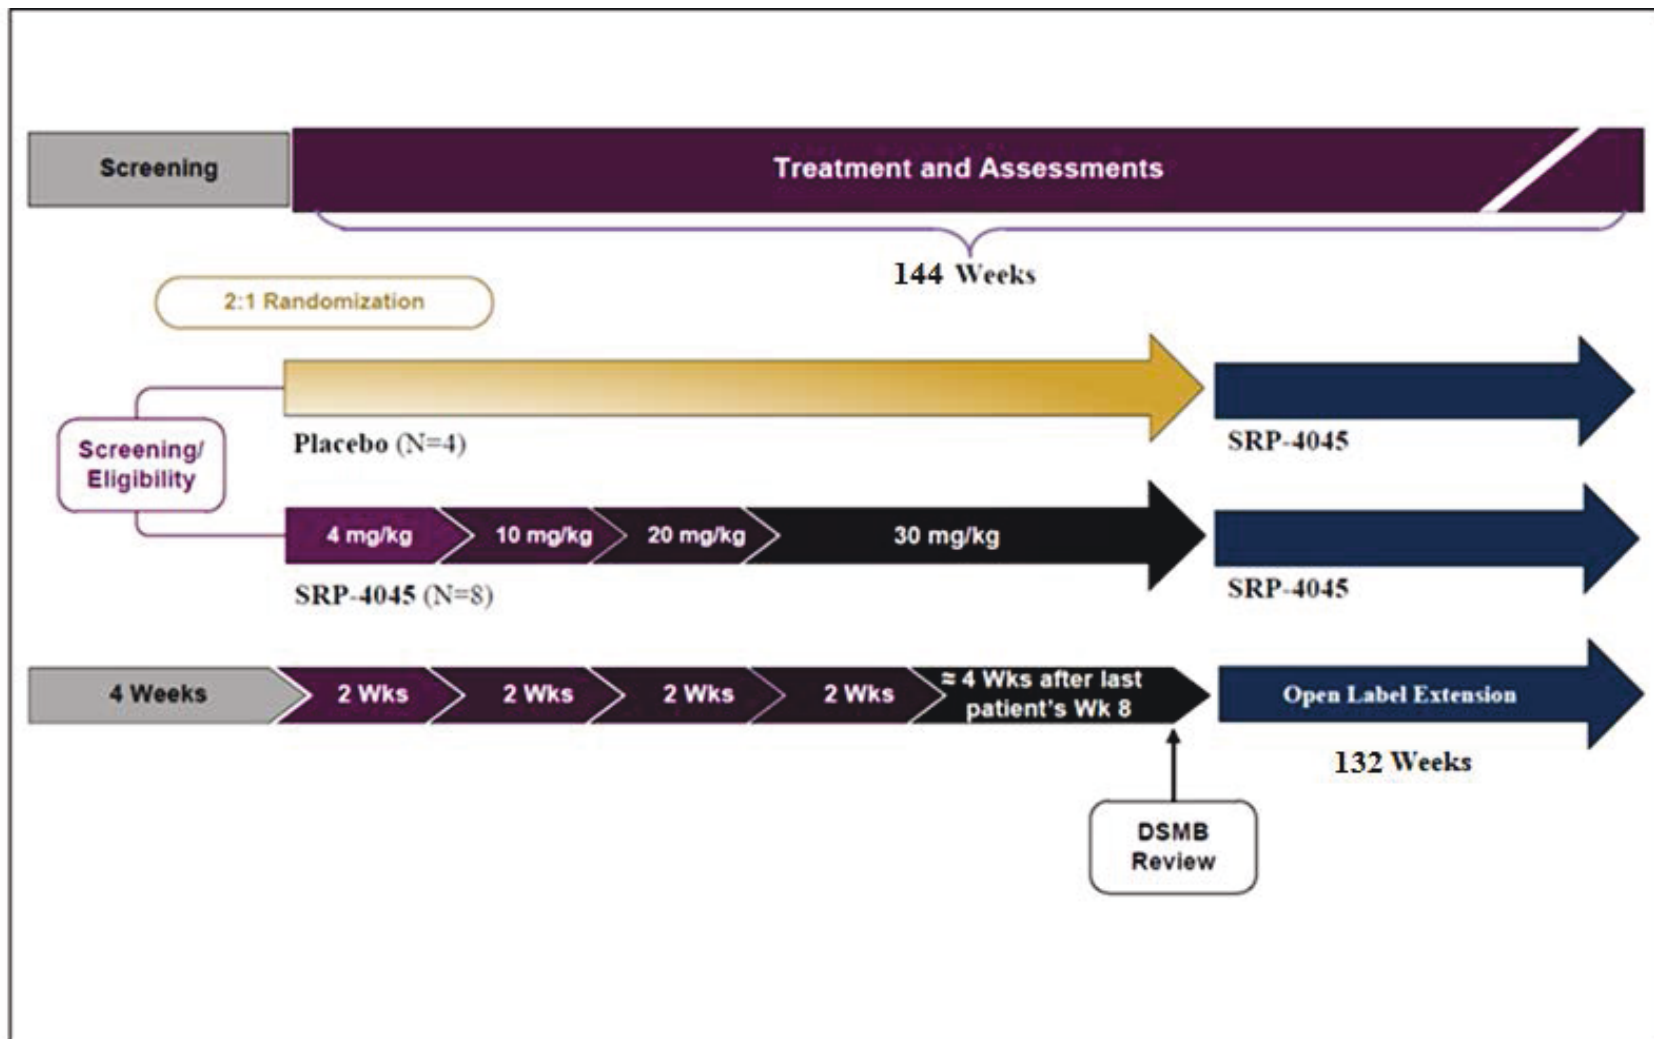 Screening
Treatment and Assessments
144 Weeks
2:1 Randomization
Screening/
Eligibility
Placebo (N=4)
SRP-4045
4 mg/kg
10 mg/kg
20 mg/kg
30 mg/kg
SRP-4045 (N=8)
SRP-4045
4 Weeks
2 Wks
2 Wks
2 Wks
2 Wks
≈ 4 Wks after last
patient's Wk 8
Open Label Extension
132 Weeks
DSMB
Review